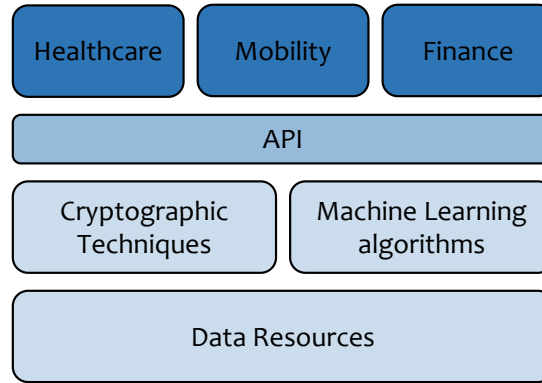 Healthcare Mobility Finance
API
Cryptographic Machine Learning
Techniques algorithms
Data Resources